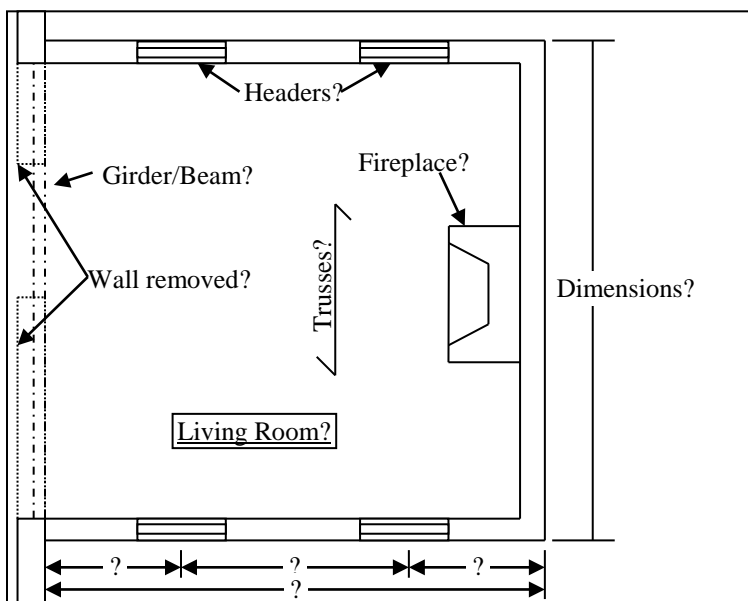 Headers?
Fireplace?
Girder/Beam?
Trusses?
Wall removed?
Dimensions?
Living Room?
? ? ?
?